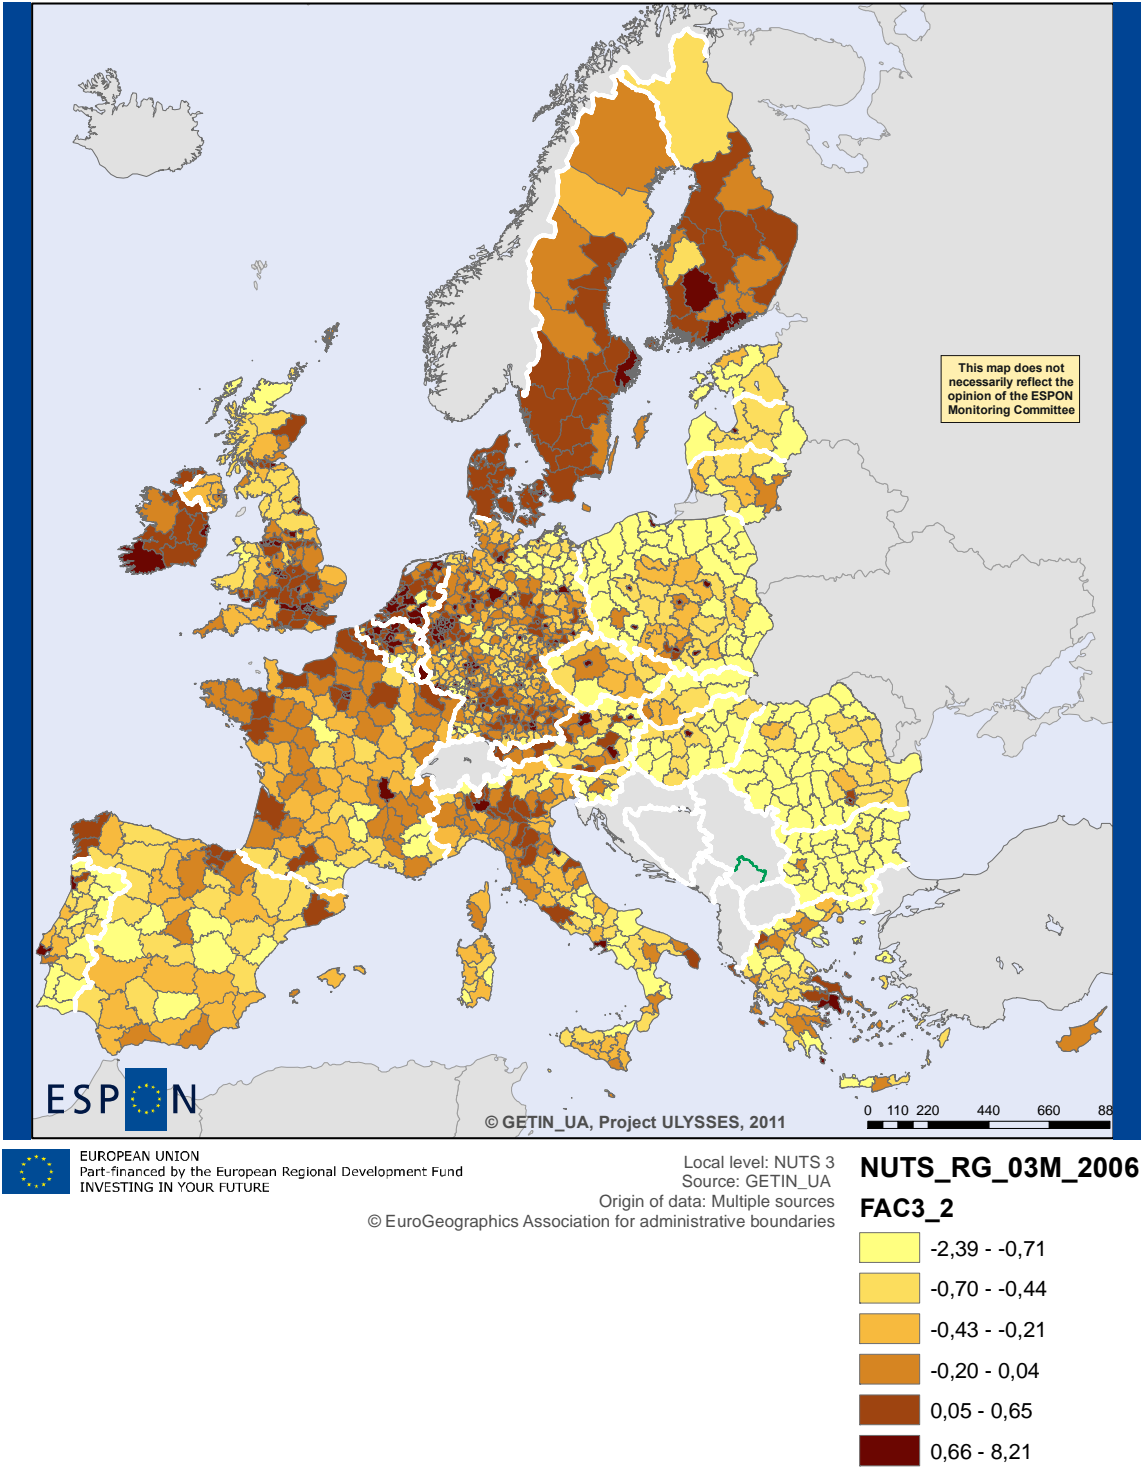 This map does not
necessarily reflect the
opinion of the ESPON
Monitoring Committee
ESPON
© GETIN_UA, Project ULYSSES, 2011
0 110 220 440 660 88
EUROPEAN UNION
Part-financed by the European Regional Development Fund
INVESTING IN YOUR FUTURE
Local level: NUTS 3
Source: GETIN_UA
Origin of data: Multiple sources
© EuroGeographics Association for administrative boundaries
NUTS_RG_03M_2006
FAC3_2
-2,39 - -0,71
-0,70 - -0,44
-0,43 - -0,21
-0,20 - 0,04
0,05 - 0,65
0,66 - 8,21